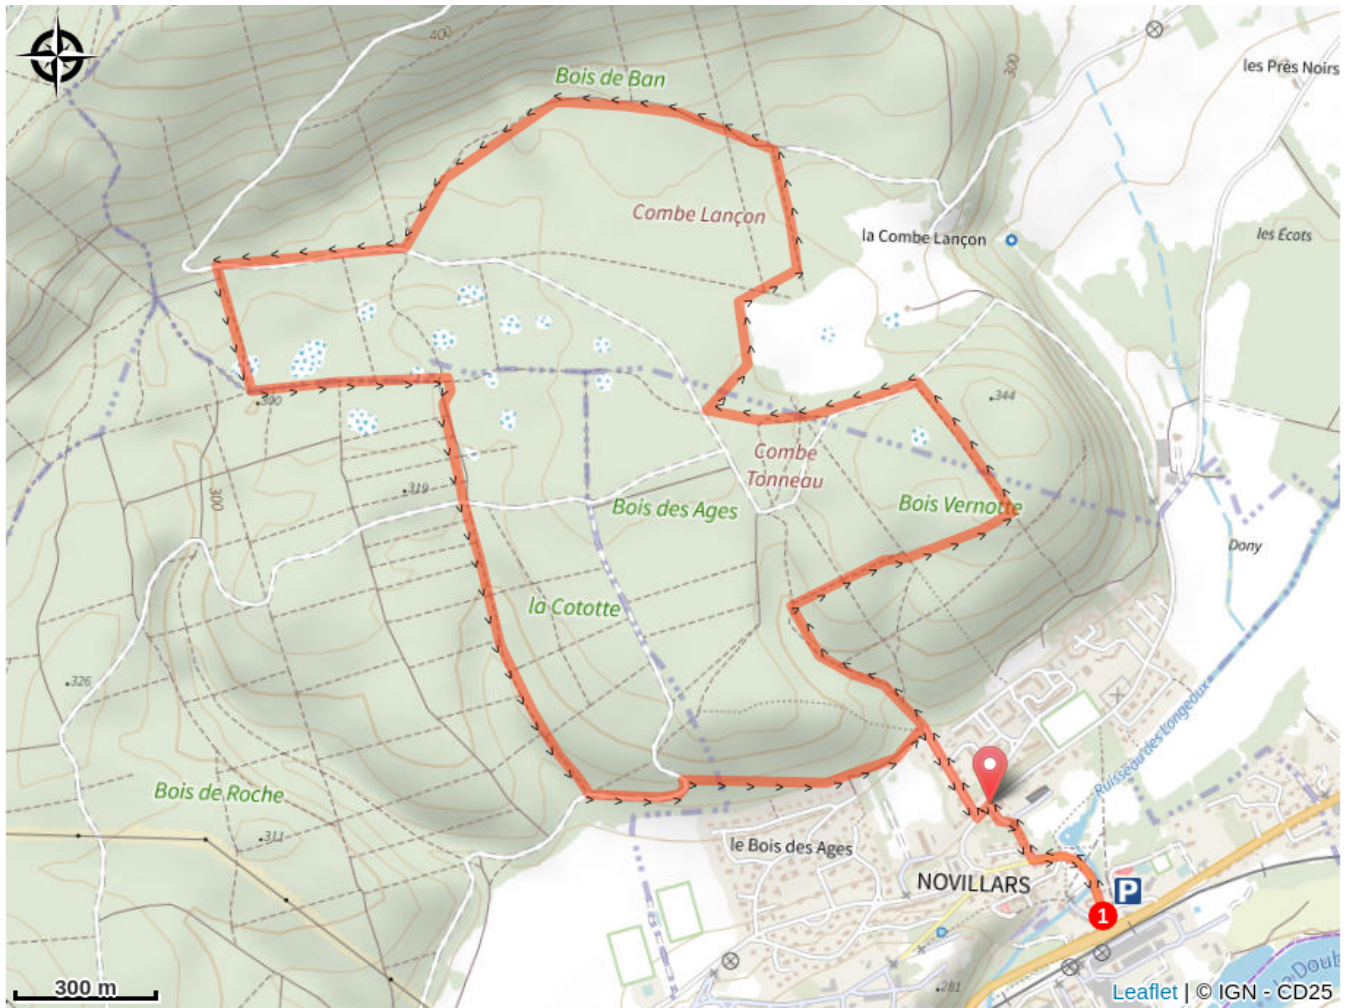 400
Bois de Ban
300
les Près Noirs
Combe Lançon
la Combe Lançon
les Écots
390
344
Combe
Tonneau
319
300
Bois des Ages
Bois Vernotte
Dony
la Cototte
326
Ruisseau des Longeaux
Bois de Roche
311
le Bois des Ages
NOVILLARS
P
1
281
300 m
Le Doub
Leaflet | © IGN - CD25